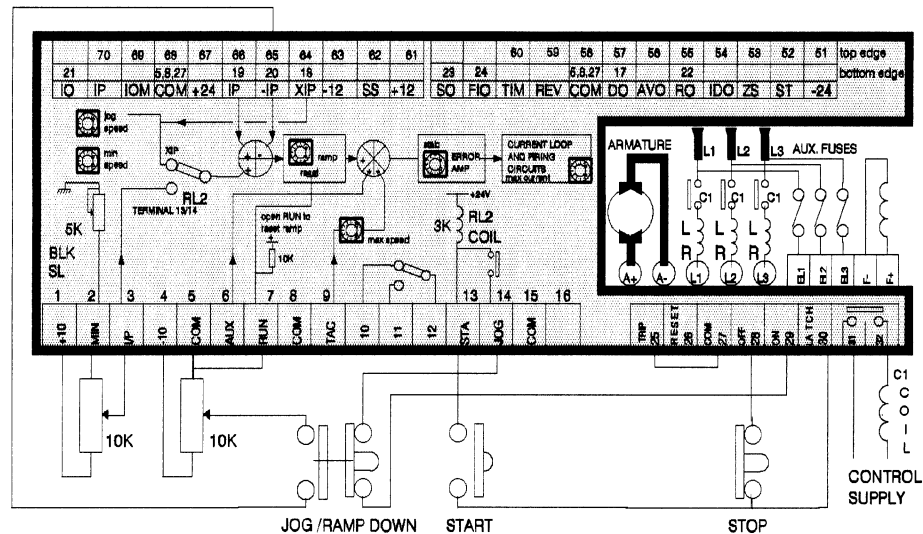 70 69 68 67 66 65 64 63 62 61
60 59 58 57 56 55 54 53 52 51 top edge
21 5,8,27 19 20 18
23 24 5,8,27 17 22 bottom edge
IO IP IOM COM +24 IP -IP XIP -12 SS +12
SO FIO TIM REV COM DO AVO RO IDO ZS ST -24
jog speed
min speed
XIP
RL2
TERMINAL 13/14
5K
BLK
SL
ramp
reset
open RUN to
reset ramp
10K
max speed
stab
ERROR
AMP
CURRENT LOOP
AND FIRING
CIRCUITS
max current
+24V
3K
RL2
COIL
ARMATURE
L1 L2 L3 AUX. FUSES
C1 C1 C1
L L L
R R R
A+ A- L1 L2 L3 EL1 EL2 EL3 F- F+
1 2 3 4 5 6 7 8 9 13 14 15 16
+10 MIN I/P -10 COM AUX RUN COM TAC 10 11 12 STA JOG COM
TRIP 25 RESET 26 COM 27 OFF 28 ON 29 LATCH 30
10K
10K
C1
COIL
CONTROL
SUPPLY
JOG /RAMP DOWN START STOP